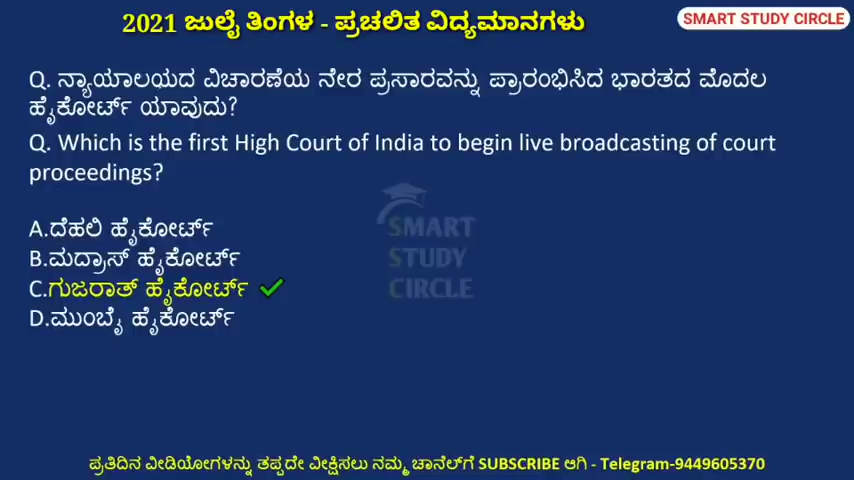 2021 ಜುಲೈ ತಿಂಗಳ - ಪ್ರಚಲಿತ ವಿದ್ಯಮಾನಗಳು
SMART STUDY CIRCLE
Q. ನ್ಯಾಯಾಲಯದ ವಿಚಾರಣೆಯ ನೇರ ಪ್ರಸಾರವನ್ನು ಪ್ರಾರಂಭಿಸಿದ ಭಾರತದ ಮೊದಲ
ಹೈಕೋರ್ಟ್ ಯಾವುದು?
Q. Which is the first High Court of India to begin live broadcasting of court
proceedings?
A.ದೆಹಲಿ ಹೈಕೋರ್ಟ್
B.ಮದ್ರಾಸ್ ಹೈಕೋರ್ಟ್
C.ಗುಜರಾತ್ ಹೈಕೋರ್ಟ್
D.ಮುಂಬೈ ಹೈಕೋರ್ಟ್
SMART
STUDY
CIRCLE
ಪ್ರತಿದಿನ ವೀಡಿಯೋಗಳನ್ನು ತಪ್ಪದೇ ವೀಕ್ಷಿಸಲು ನಮ್ಮ ಚಾನೆಲ್‌ಗೆ SUBSCRIBE ಆಗಿ - Telegram-9449605370